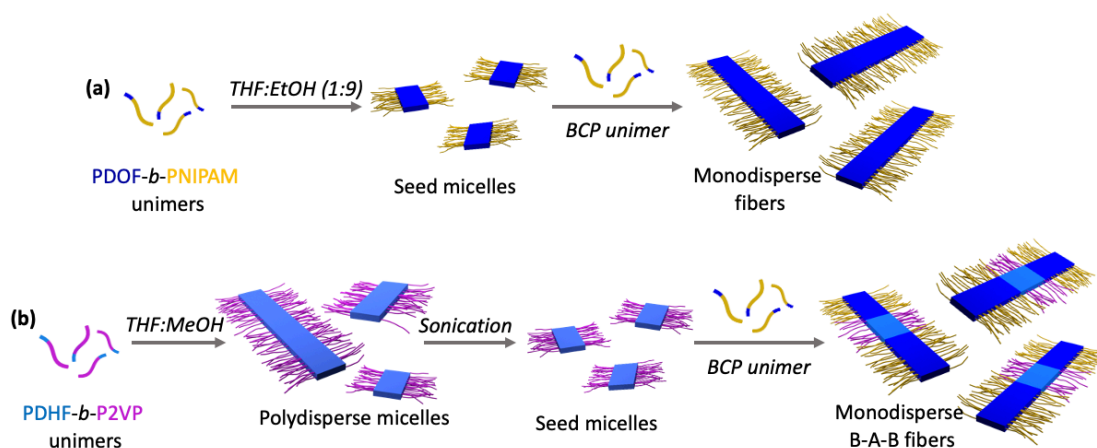 (a)
THF:EtOH (1:9)
BCP unimer
PDOF-b-PNIPAM
unimers
Seed micelles
Monodisperse
fibers
(b)
THF:MeOH
Sonication
BCP unimer
PDHF-b-P2VP
unimers
Polydisperse micelles
Seed micelles
Monodisperse
B-A-B fibers